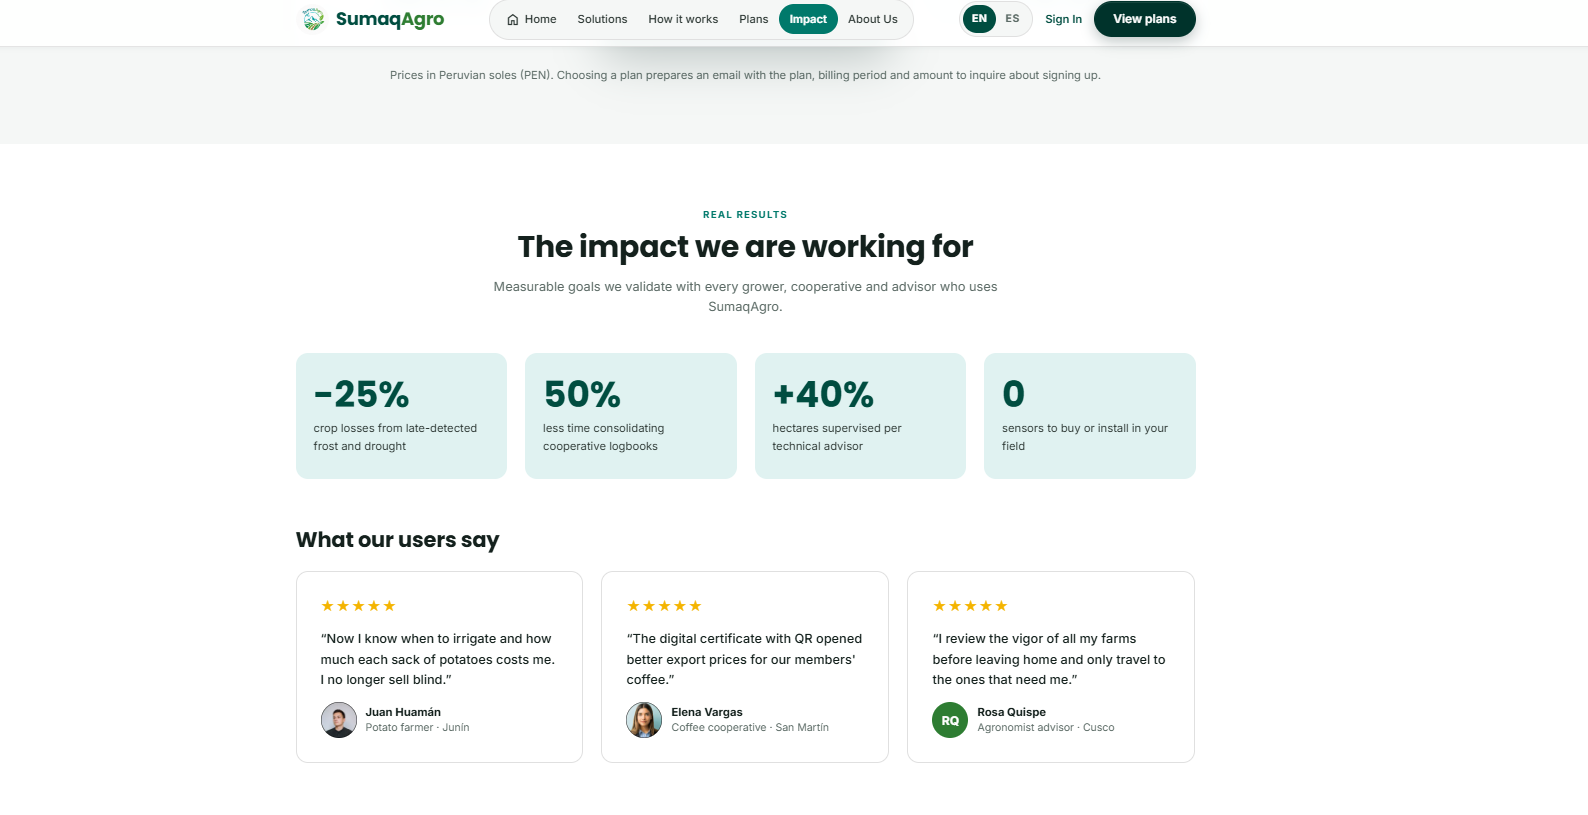 SumaqAgro
Home
Solutions
How it works
Plans
Impact
About Us
EN
ES
Sign In
View plans
Prices in Peruvian soles (PEN). Choosing a plan prepares an email with the plan, billing period and amount to inquire about signing up.
REAL RESULTS
The impact we are working for
Measurable goals we validate with every grower, cooperative and advisor who uses
SumaqAgro.
−25%
crop losses from late-detected
frost and drought
50%
less time consolidating
cooperative logbooks
+40%
hectares supervised per
technical advisor
0
sensors to buy or install in your
field
What our users say
★★★★★
“Now I know when to irrigate and how
much each sack of potatoes costs me.
I no longer sell blind.”
Juan Huamán
Potato farmer · Junín
★★★★★
“The digital certificate with QR opened
better export prices for our members'
coffee.”
Elena Vargas
Coffee cooperative · San Martín
★★★★★
“I review the vigor of all my farms
before leaving home and only travel to
the ones that need me.”
RQ
Rosa Quispe
Agronomist advisor · Cusco